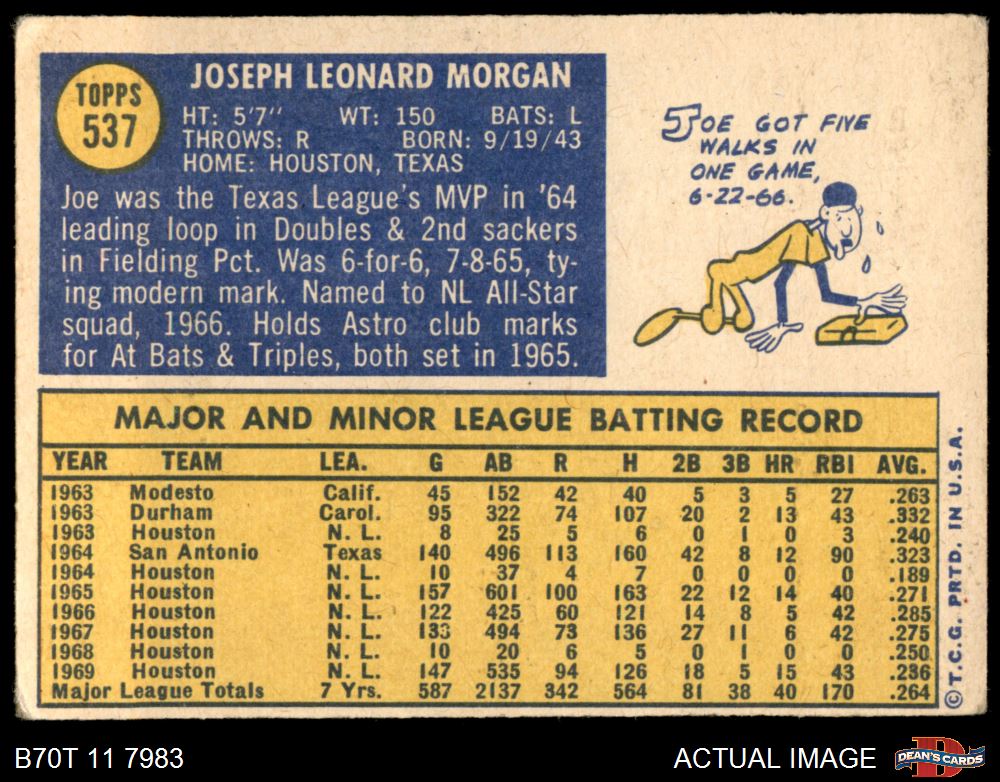 TOPPS
537
JOSEPH LEONARD MORGAN
HT: 5'7" WT: 150 BATS: L
THROWS: R BORN: 9/19/43
HOME: HOUSTON, TEXAS
Joe was the Texas League's MVP in '64
leading loop in Doubles & 2nd sackers
in Fielding Pct. Was 6-for-6, 7-8-65, ty-
ing modern mark. Named to NL All-Star
squad, 1966. Holds Astro club marks
for At Bats & Triples, both set in 1965.
JOE GOT FIVE
WALKS IN
ONE GAME,
6-22-66.
MAJOR AND MINOR LEAGUE BATTING RECORD
YEAR TEAM LEA. G AB R H 2B 3B HR RBI AVG.
1963 Modesto Calif. 45 152 42 40 5 3 5 27 .263
1963 Durham Carol. 95 322 74 107 20 2 13 43 .332
1963 Houston N. L. 8 25 5 6 0 1 0 3 .240
1964 San Antonio Texas 140 496 113 160 42 8 12 90 .323
1964 Houston N. L. 10 37 4 7 0 0 0 0 .189
1965 Houston N. L. 157 601 100 163 22 12 14 40 .271
1966 Houston N. L. 122 425 60 121 14 8 5 42 .285
1967 Houston N. L. 133 494 73 136 27 11 6 42 .275
1968 Houston N. L. 10 20 6 5 0 1 0 0 .250
1969 Houston N. L. 147 535 94 126 18 5 15 43 .236
Major League Totals 7 Yrs. 587 2137 342 564 81 38 40 170 .264
© T.C.G. PRTD. IN U.S.A.
B70T 11 7983
ACTUAL IMAGE
D
DEAN'S CARDS